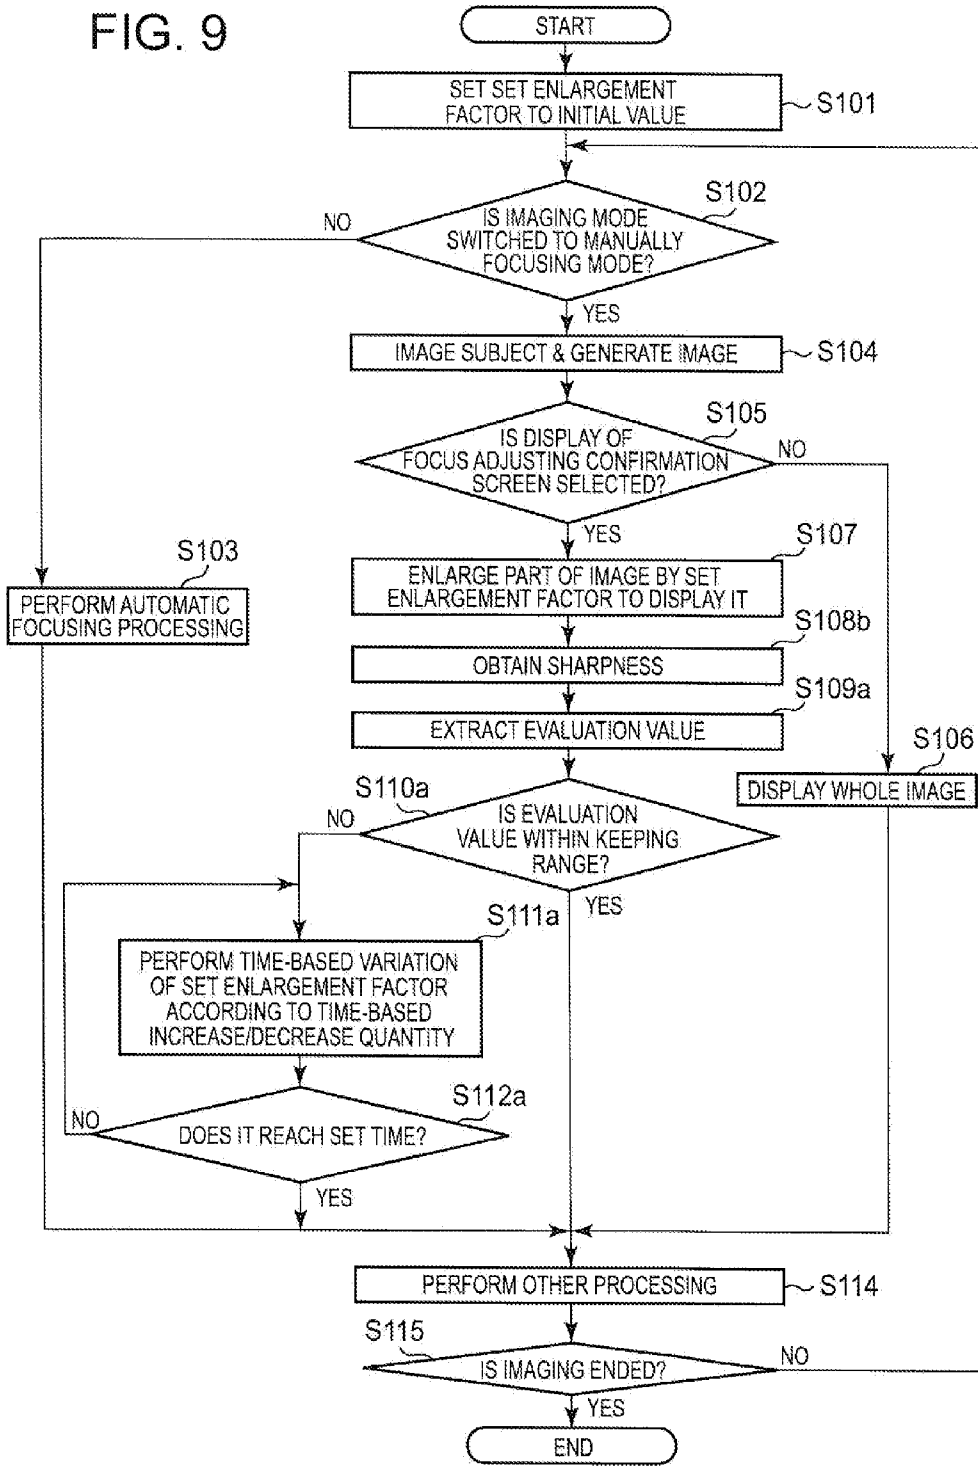 FIG. 9
START
SET SET ENLARGEMENT
FACTOR TO INITIAL VALUE
S101
S102
NO
IS IMAGING MODE
SWITCHED TO MANUALLY
FOCUSING MODE?
YES
IMAGE SUBJECT & GENERATE IMAGE
S104
S105
IS DISPLAY OF
FOCUS ADJUSTING CONFIRMATION
SCREEN SELECTED?
NO
YES
S107
S103
ENLARGE PART OF IMAGE BY SET
ENLARGEMENT FACTOR TO DISPLAY IT
PERFORM AUTOMATIC
FOCUSING PROCESSING
S108b
OBTAIN SHARPNESS
S109a
EXTRACT EVALUATION VALUE
S106
DISPLAY WHOLE IMAGE
S110a
NO
IS EVALUATION
VALUE WITHIN KEEPING
RANGE?
YES
S111a
PERFORM TIME-BASED VARIATION
OF SET ENLARGEMENT FACTOR
ACCORDING TO TIME-BASED
INCREASE/DECREASE QUANTITY
S112a
NO
DOES IT REACH SET TIME?
YES
PERFORM OTHER PROCESSING
S114
S115
IS IMAGING ENDED?
NO
YES
END